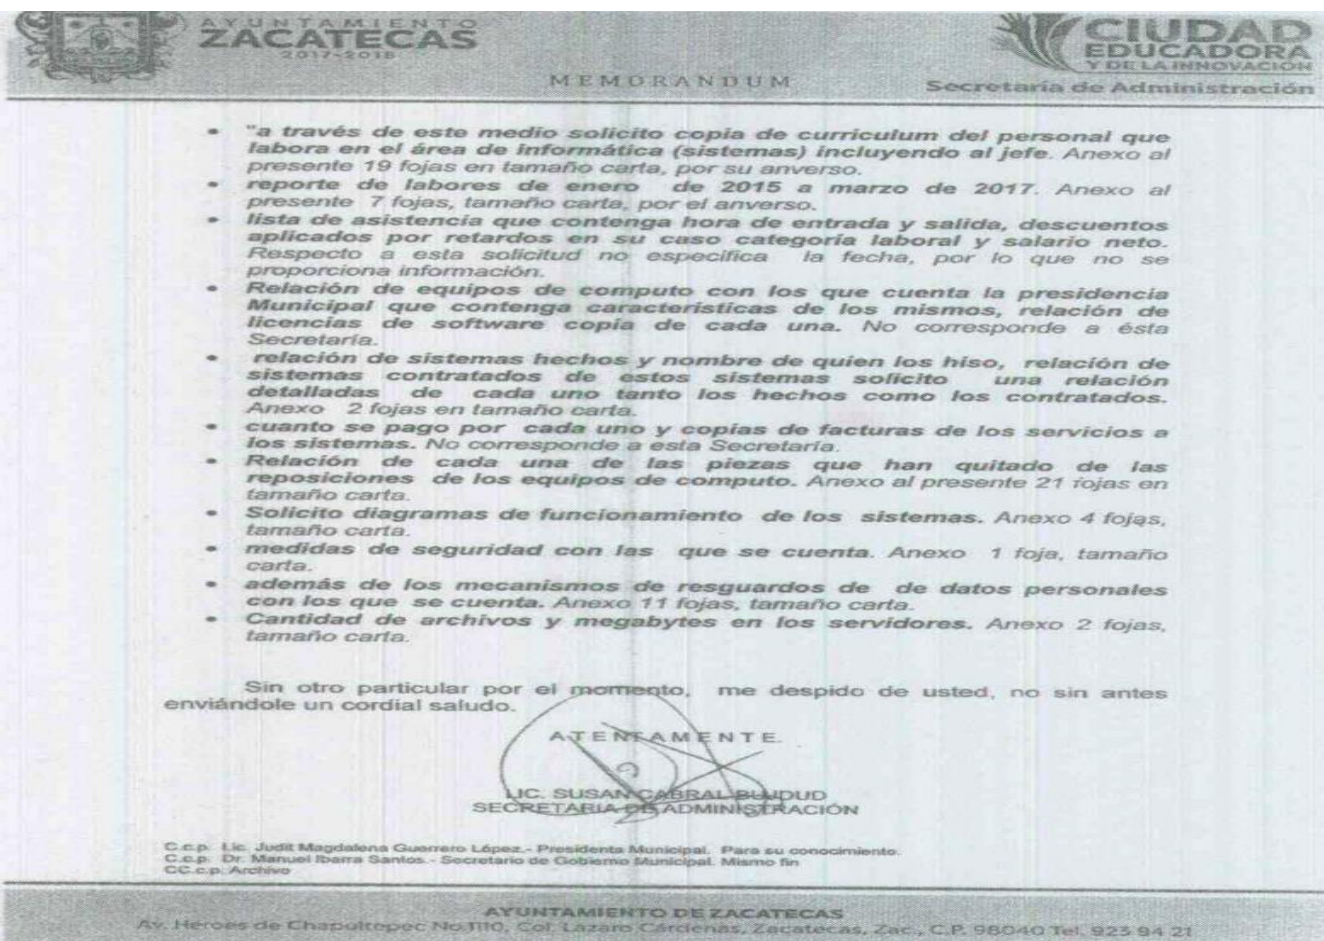 AYUNTAMIENTO
ZACATECAS
2017-2018
CIUDAD
EDUCADORA
Y DE LA INNOVACIÓN
MEMORANDUM
Secretaría de Administración
• "a través de este medio solicito copia de curriculum del personal que
labora en el área de informática (sistemas) incluyendo al jefe. Anexo al
presente 19 fojas en tamaño carta, por su anverso.
• reporte de labores de enero de 2015 a marzo de 2017. Anexo al
presente 7 fojas, tamaño carta, por el anverso.
• lista de asistencia que contenga hora de entrada y salida, descuentos
aplicados por retardos en su caso categoría laboral y salario neto.
Respecto a esta solicitud no especifica la fecha, por lo que no se
proporciona información.
• Relación de equipos de computo con los que cuenta la presidencia
Municipal que contenga características de los mismos, relación de
licencias de software copia de cada una. No corresponde a ésta
Secretaría.
• relación de sistemas hechos y nombre de quien los hiso, relación de
sistemas contratados de estos sistemas solicito una relación
detalladas de cada uno tanto los hechos como los contratados.
Anexo 2 fojas en tamaño carta.
• cuanto se pago por cada uno y copias de facturas de los servicios a
los sistemas. No corresponde a esta Secretaría.
• Relación de cada una de las piezas que han quitado de las
reposiciones de los equipos de computo. Anexo al presente 21 fojas en
tamaño carta.
• Solicito diagramas de funcionamiento de los sistemas. Anexo 4 fojas,
tamaño carta.
• medidas de seguridad con las que se cuenta. Anexo 1 foja, tamaño
carta.
• además de los mecanismos de resguardos de de datos personales
con los que se cuenta. Anexo 11 fojas, tamaño carta.
• Cantidad de archivos y megabytes en los servidores. Anexo 2 fojas,
tamaño carta.
Sin otro particular por el momento, me despido de usted, no sin antes
enviándole un cordial saludo.
ATENTAMENTE.
LIC. SUSAN CABRAL BUJDUD
SECRETARIA DE ADMINISTRACIÓN
C.c.p. Lic. Judit Magdalena Guerrero López.- Presidenta Municipal. Para su conocimiento.
C.c.p. Dr. Manuel Ibarra Santos.- Secretario de Gobierno Municipal. Mismo fin
CC.c.p. Archivo
AYUNTAMIENTO DE ZACATECAS
Av. Héroes de Chapultepec No.1110, Col. Lázaro Cárdenas, Zacatecas, Zac., C.P. 98040 Tel. 923 94 21